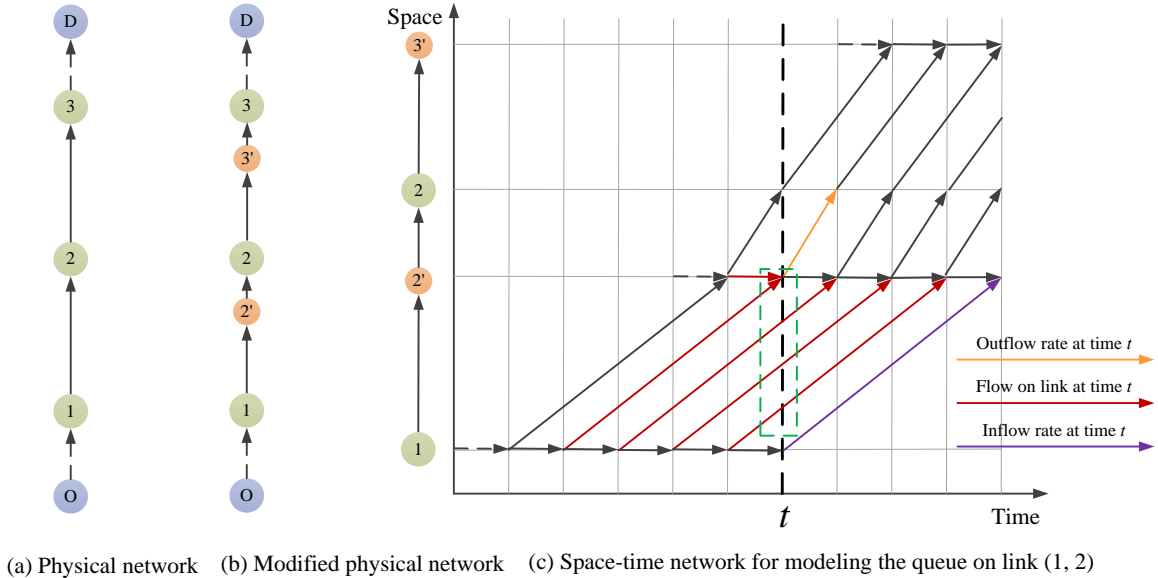 D
3
2
1
O
D
3
3'
2
2'
1
O
Space
3'
2
2'
1
t
Time
Outflow rate at time t
Flow on link at time t
Inflow rate at time t
(a) Physical network
(b) Modified physical network
(c) Space-time network for modeling the queue on link (1, 2)